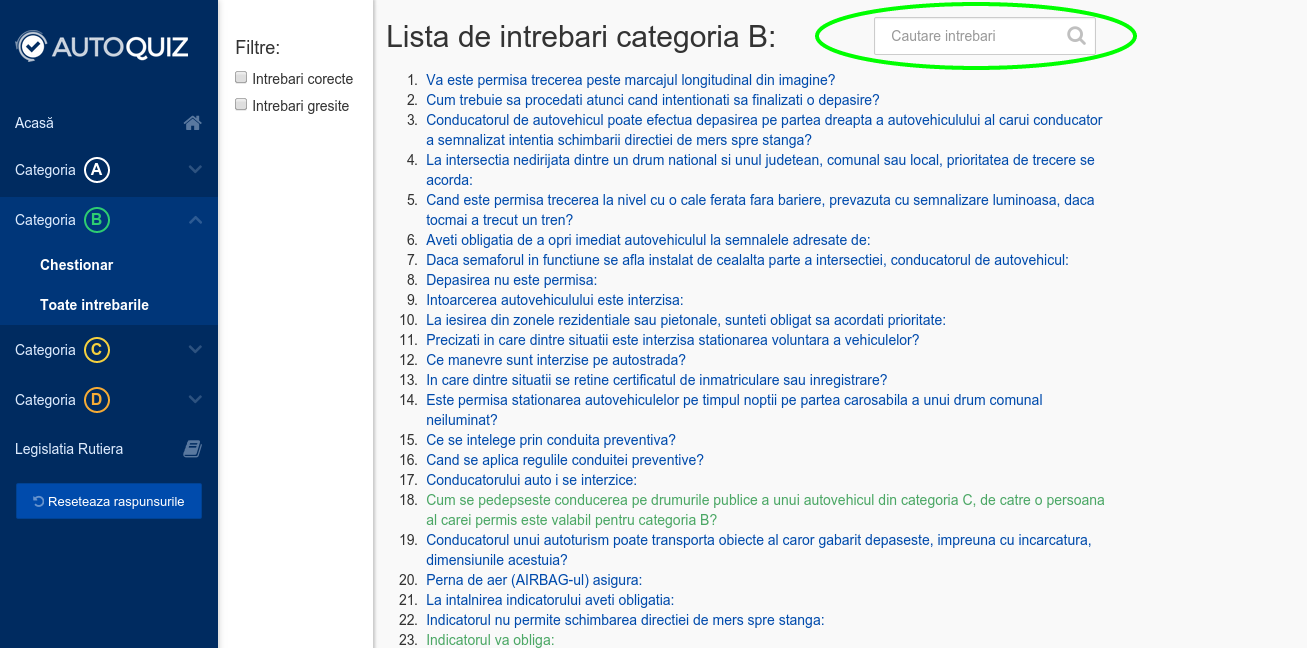 AUTOQUIZ
Acasă
Categoria A
Categoria B
Chestionar
Toate intrebarile
Categoria C
Categoria D
Legislatia Rutiera
Reseteaza raspunsurile
Filtre:
Intrebari corecte
Intrebari gresite
Lista de intrebari categoria B:
Cautare intrebari
1. Va este permisa trecerea peste marcajul longitudinal din imagine?
2. Cum trebuie sa procedati atunci cand intentionati sa finalizati o depasire?
3. Conducatorul de autovehicul poate efectua depasirea pe partea dreapta a autovehiculului al carui conducator
a semnalizat intentia schimbarii directiei de mers spre stanga?
4. La intersectia nedirijata dintre un drum national si unul judetean, comunal sau local, prioritatea de trecere se
acorda:
5. Cand este permisa trecerea la nivel cu o cale ferata fara bariere, prevazuta cu semnalizare luminoasa, daca
tocmai a trecut un tren?
6. Aveti obligatia de a opri imediat autovehiculul la semnalele adresate de:
7. Daca semaforul in functiune se afla instalat de cealalta parte a intersectiei, conducatorul de autovehicul:
8. Depasirea nu este permisa:
9. Intoarcerea autovehiculului este interzisa:
10. La iesirea din zonele rezidentiale sau pietonale, sunteti obligat sa acordati prioritate:
11. Precizati in care dintre situatii este interzisa stationarea voluntara a vehiculelor?
12. Ce manevre sunt interzise pe autostrada?
13. In care dintre situatii se retine certificatul de inmatriculare sau inregistrare?
14. Este permisa stationarea autovehiculelor pe timpul noptii pe partea carosabila a unui drum comunal
neiluminat?
15. Ce se intelege prin conduita preventiva?
16. Cand se aplica regulile conduitei preventive?
17. Conducatorului auto i se interzice:
18. Cum se pedepseste conducerea pe drumurile publice a unui autovehicul din categoria C, de catre o persoana
al carei permis este valabil pentru categoria B?
19. Conducatorul unui autoturism poate transporta obiecte al caror gabarit depaseste, impreuna cu incarcatura,
dimensiunile acestuia?
20. Perna de aer (AIRBAG-ul) asigura:
21. La intalnirea indicatorului aveti obligatia:
22. Indicatorul nu permite schimbarea directiei de mers spre stanga:
23. Indicatorul va obliga: